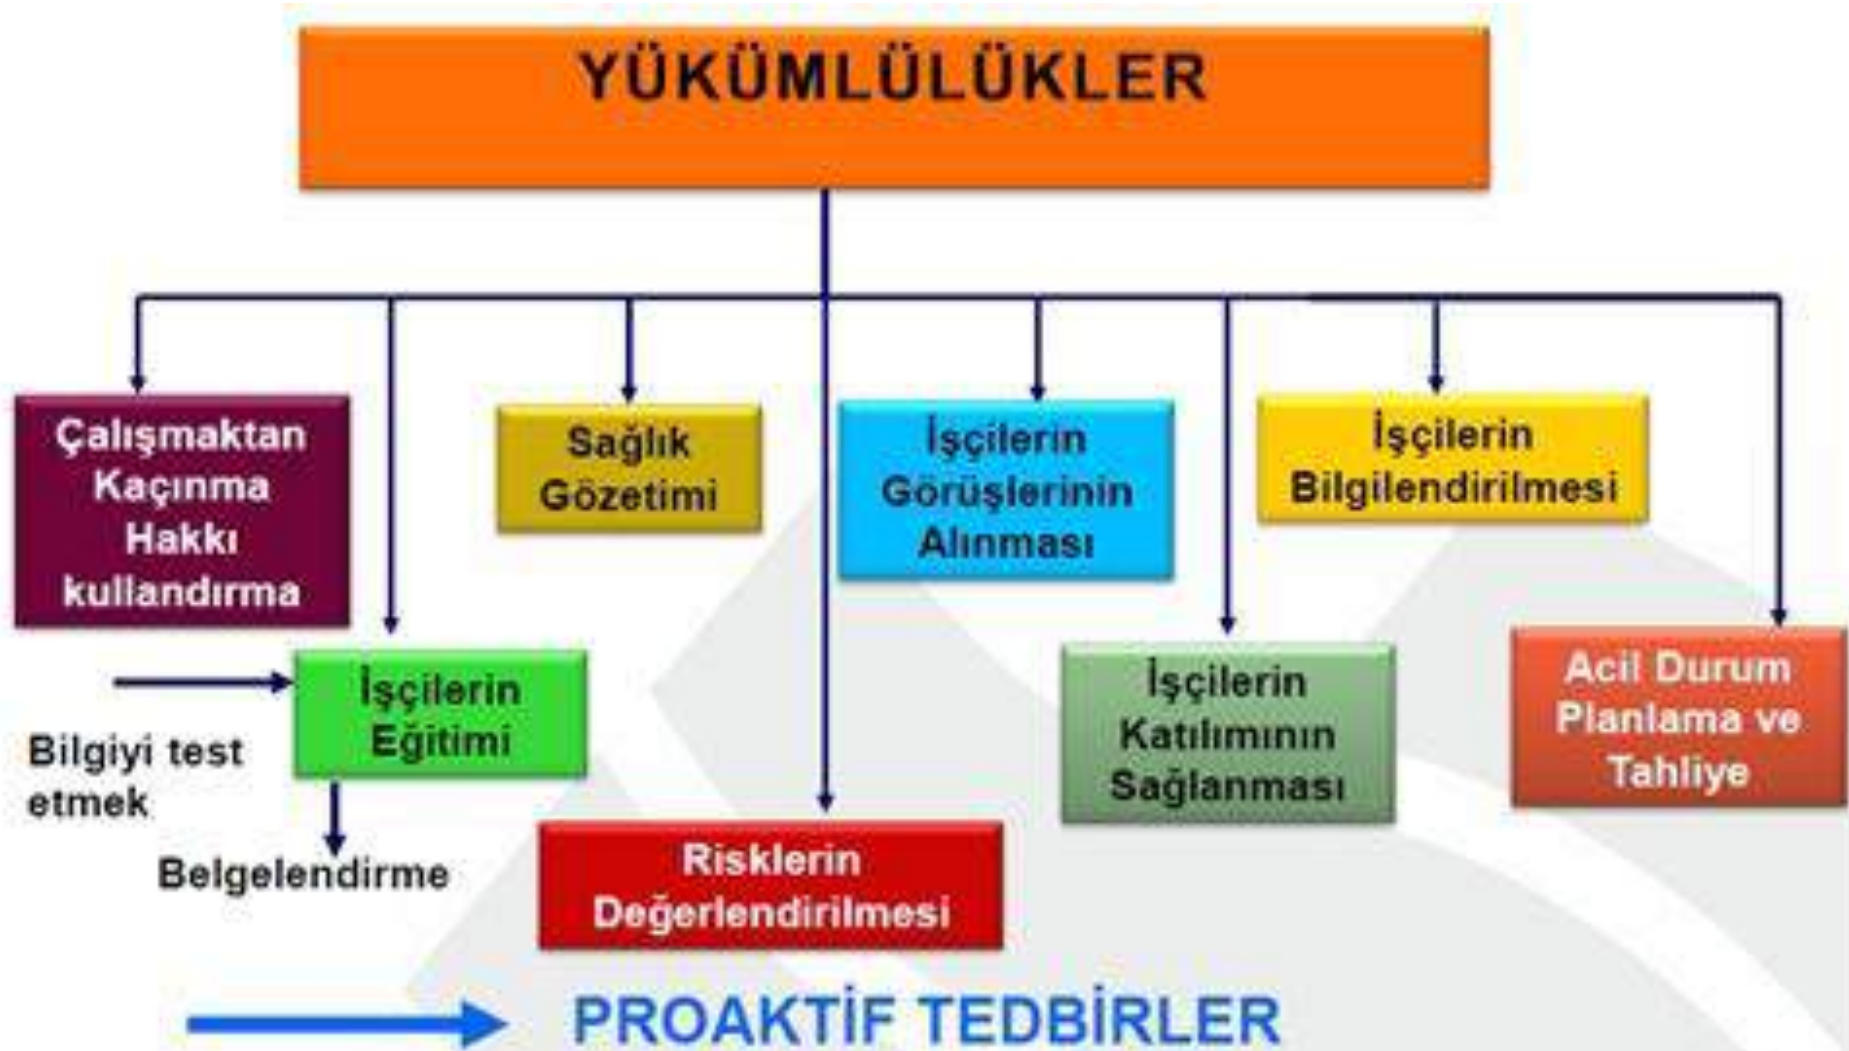 YÜKÜMLÜLÜKLER
Çalışmaktan
Kaçınma
Hakkı
kullandırma
Sağlık
Gözetimi
İşçilerin
Görüşlerinin
Alınması
İşçilerin
Bilgilendirilmesi
Bilgiyi test
etmek
İşçilerin
Eğitimi
Belgelendirme
Risklerin
Değerlendirilmesi
İşçilerin
Katılımının
Sağlanması
Acil Durum
Planlama ve
Tahliye
PROAKTİF TEDBİRLER